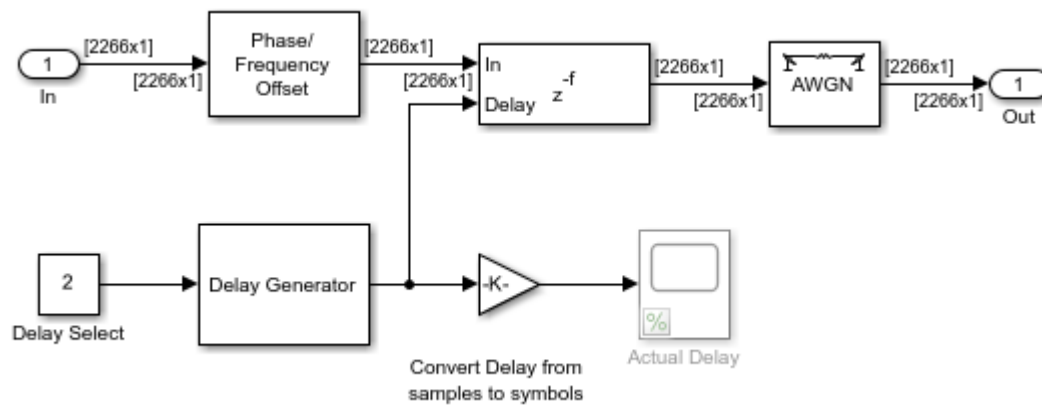 1
In
[2266x1]
[2266x1]
Phase/
Frequency
Offset
[2266x1]
[2266x1]
In
Delay
z-f
[2266x1]
[2266x1]
AWGN
[2266x1]
[2266x1]
1
Out
2
Delay Select
Delay Generator
-K-
Convert Delay from
samples to symbols
%
Actual Delay